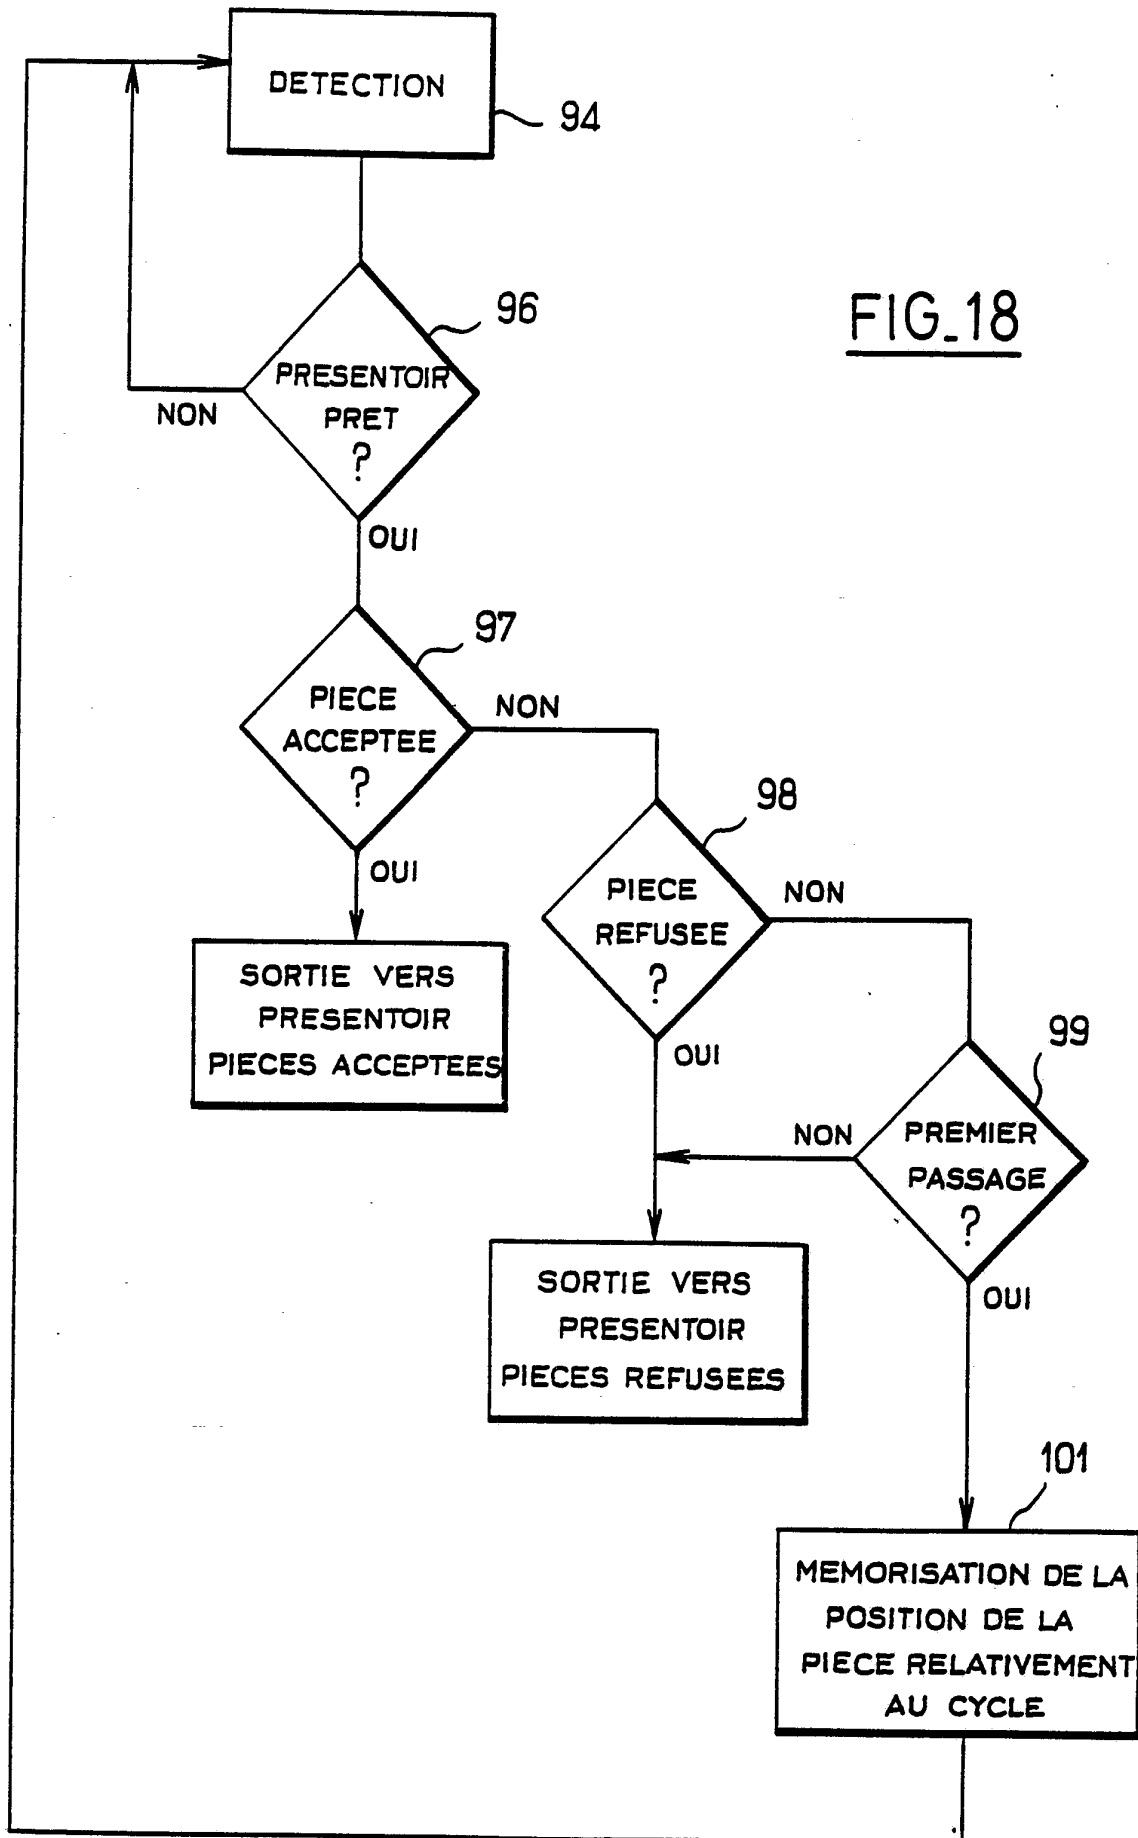 DETECTION
94
96
FIG_18
PRESENTOIR
PRET
?
NON
OUI
97
PIECE
ACCEPTEE
?
NON
OUI
98
PIECE
REFUSEE
?
NON
OUI
SORTIE VERS
PRESENTOIR
PIECES ACCEPTEES
99
PREMIER
PASSAGE
?
NON
OUI
SORTIE VERS
PRESENTOIR
PIECES REFUSEES
101
MEMORISATION DE LA
POSITION DE LA
PIECE RELATIVEMENT
AU CYCLE